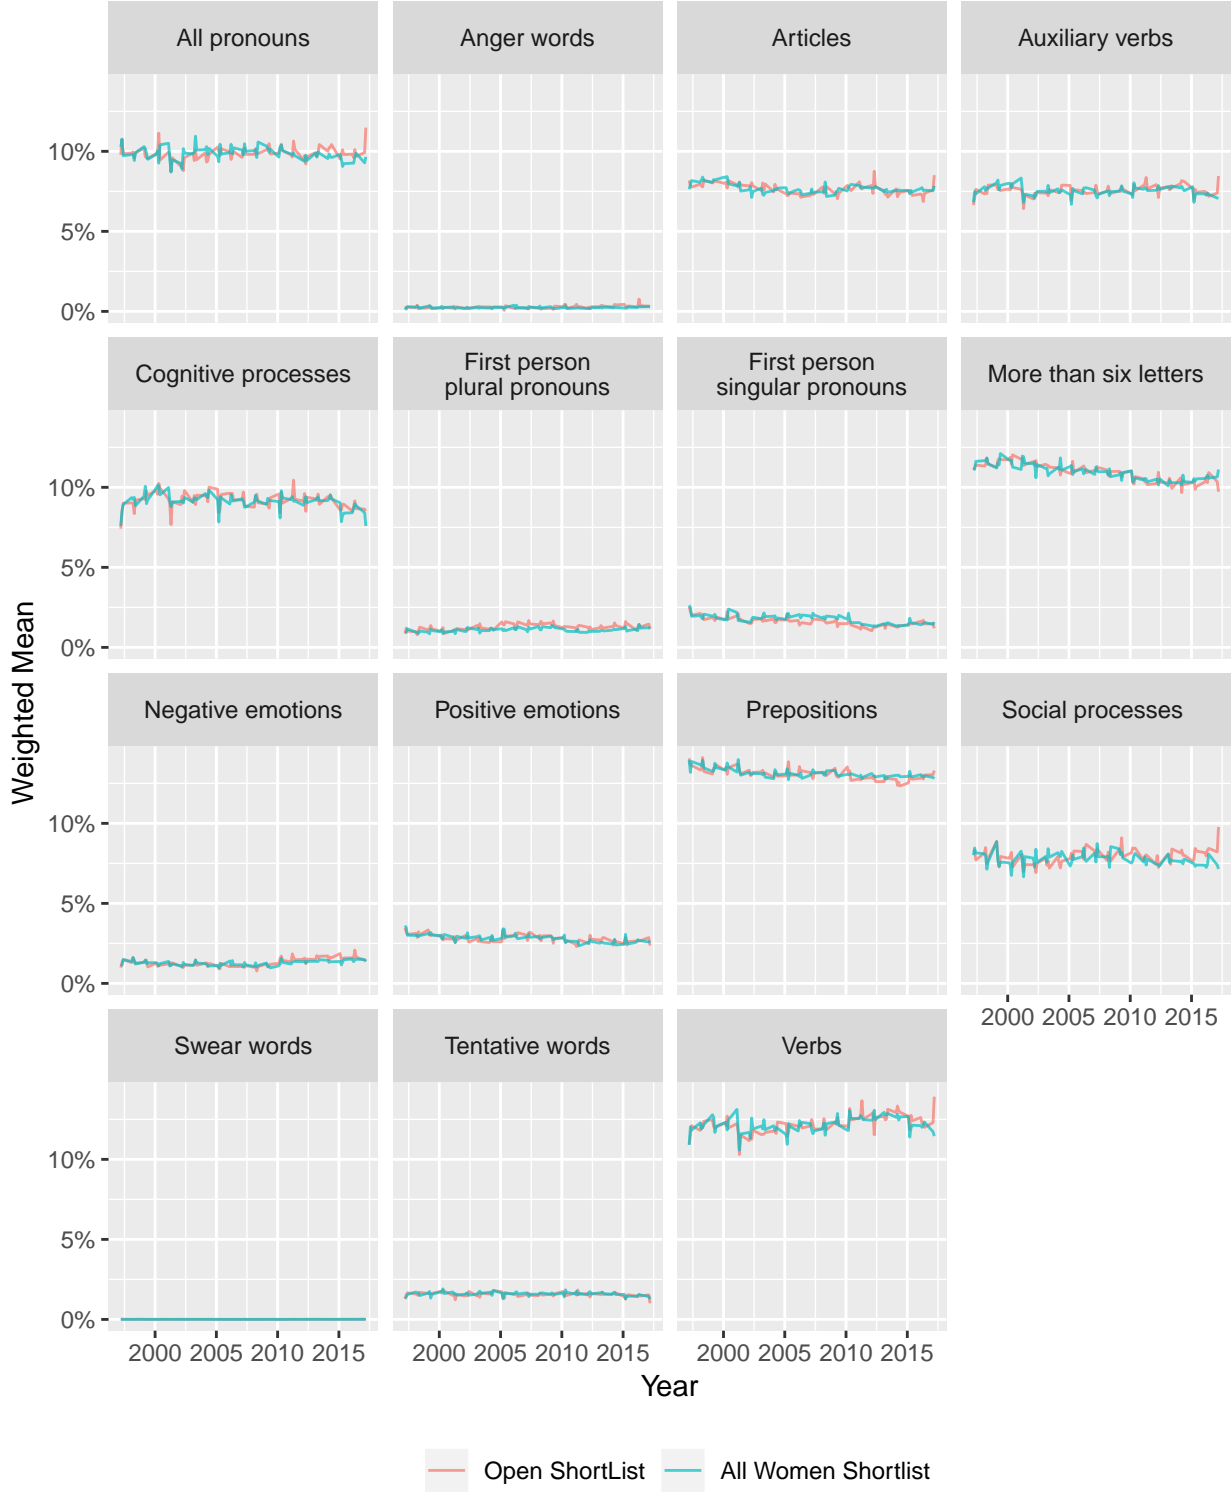 All pronouns
Anger words
Articles
Auxiliary verbs
10%
5%
0%
Cognitive processes
First person
plural pronouns
First person
singular pronouns
More than six letters
10%
5%
0%
Weighted Mean
Negative emotions
Positive emotions
Prepositions
Social processes
10%
5%
0%
2000 2005 2010 2015
Swear words
Tentative words
Verbs
10%
5%
0%
2000 2005 2010 2015
2000 2005 2010 2015
2000 2005 2010 2015
Year
Open ShortList
All Women Shortlist